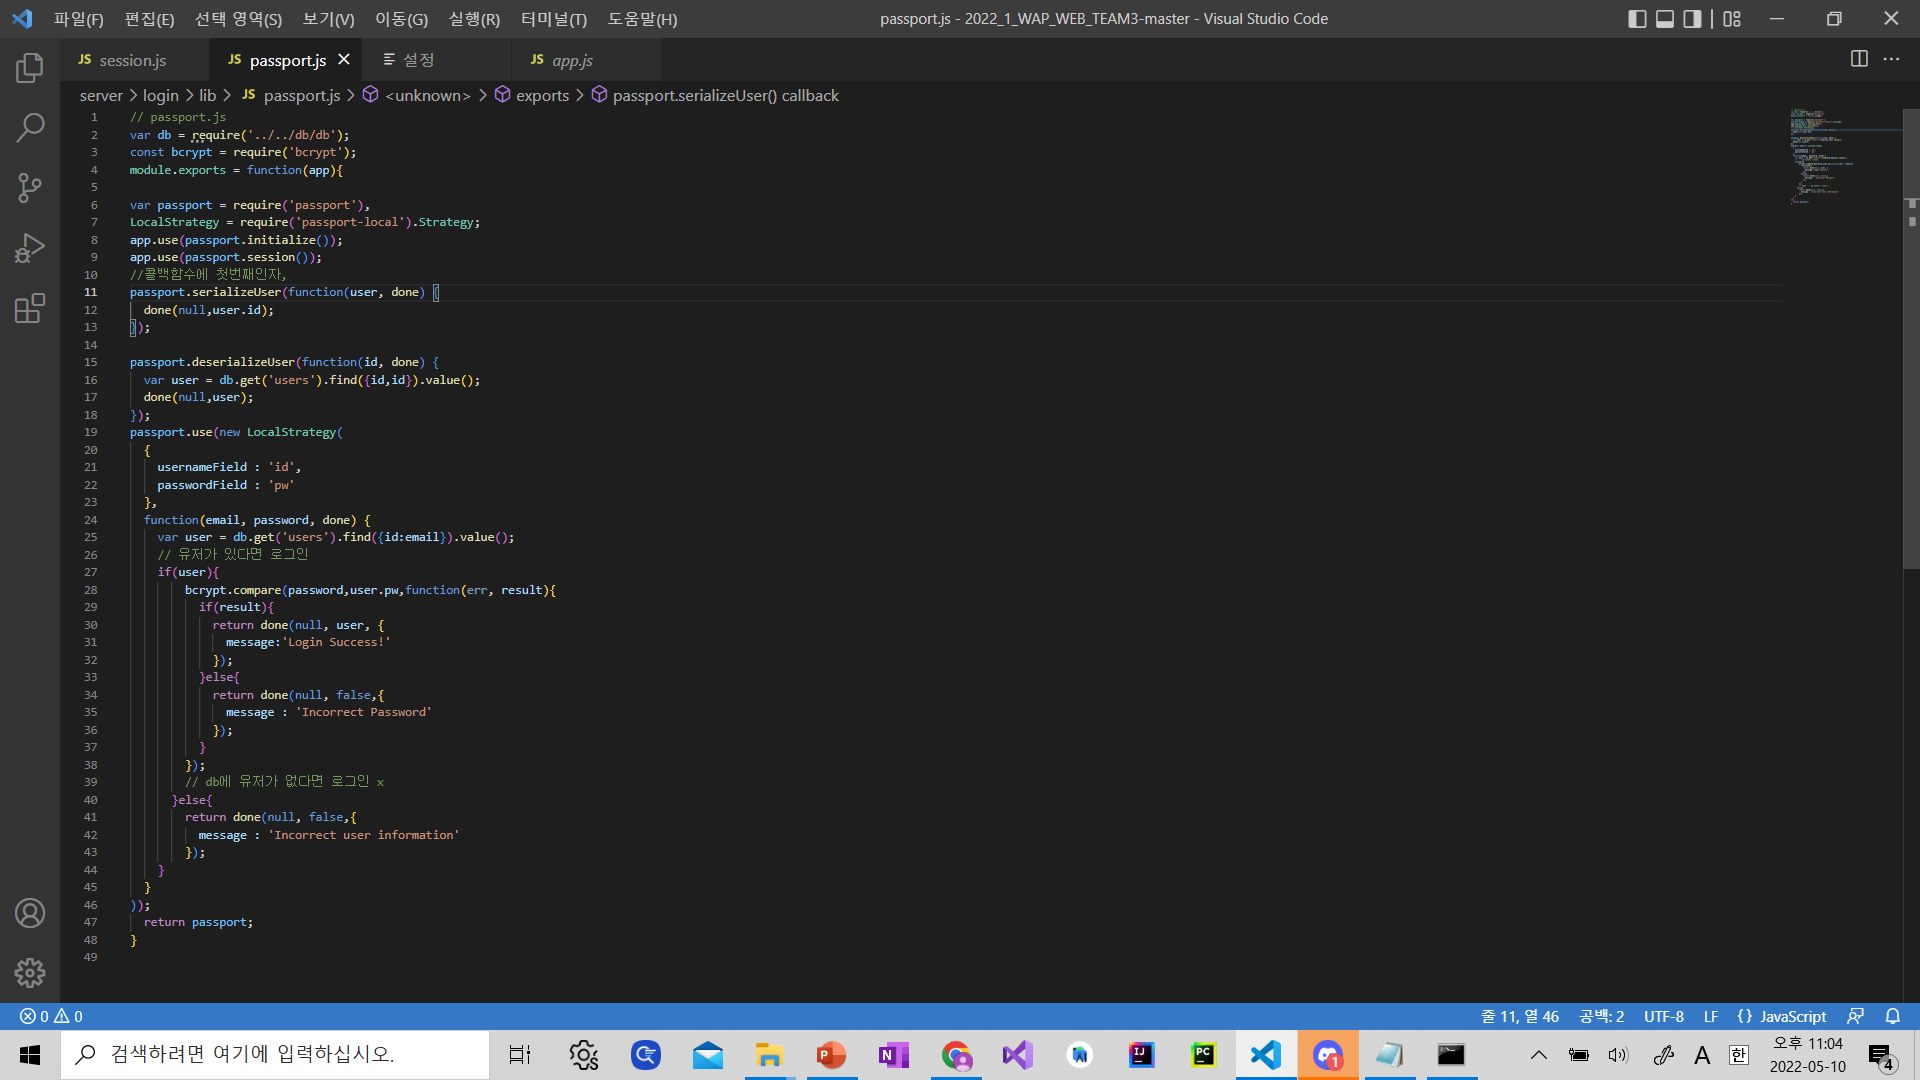 파일(F) 편집(E) 선택 영역(S) 보기(V) 이동(G) 실행(R) 터미널(T) 도움말(H) passport.js - 2022_1_WAP_WEB_TEAM3-master - Visual Studio Code
JS session.js JS passport.js 설정 JS app.js
server > login > lib > JS passport.js > <unknown> > exports > passport.serializeUser() callback
1 // passport.js
2 var db = require('../../db/db');
3 const bcrypt = require('bcrypt');
4 module.exports = function(app){
5
6 var passport = require('passport'),
7 LocalStrategy = require('passport-local').Strategy;
8 app.use(passport.initialize());
9 app.use(passport.session());
10 //콜백함수에 첫번째인자,
11 passport.serializeUser(function(user, done) {
12 done(null,user.id);
13 });
14
15 passport.deserializeUser(function(id, done) {
16 var user = db.get('users').find({id,id}).value();
17 done(null,user);
18 });
19 passport.use(new LocalStrategy(
20 {
21 usernameField : 'id',
22 passwordField : 'pw'
23 },
24 function(email, password, done) {
25 var user = db.get('users').find({id:email}).value();
26 // 유저가 있다면 로그인
27 if(user){
28 bcrypt.compare(password,user.pw,function(err, result){
29 if(result){
30 return done(null, user, {
31 message:'Login Success!'
32 });
33 }else{
34 return done(null, false,{
35 message : 'Incorrect Password'
36 });
37 }
38 });
39 // db에 유저가 없다면 로그인 x
40 }else{
41 return done(null, false,{
42 message : 'Incorrect user information'
43 });
44 }
45 }
46 ));
47 return passport;
48 }
49
0 0 줄 11, 열 46 공백: 2 UTF-8 LF {} JavaScript
검색하려면 여기에 입력하십시오. A 한 오후 11:04
2022-05-10 4